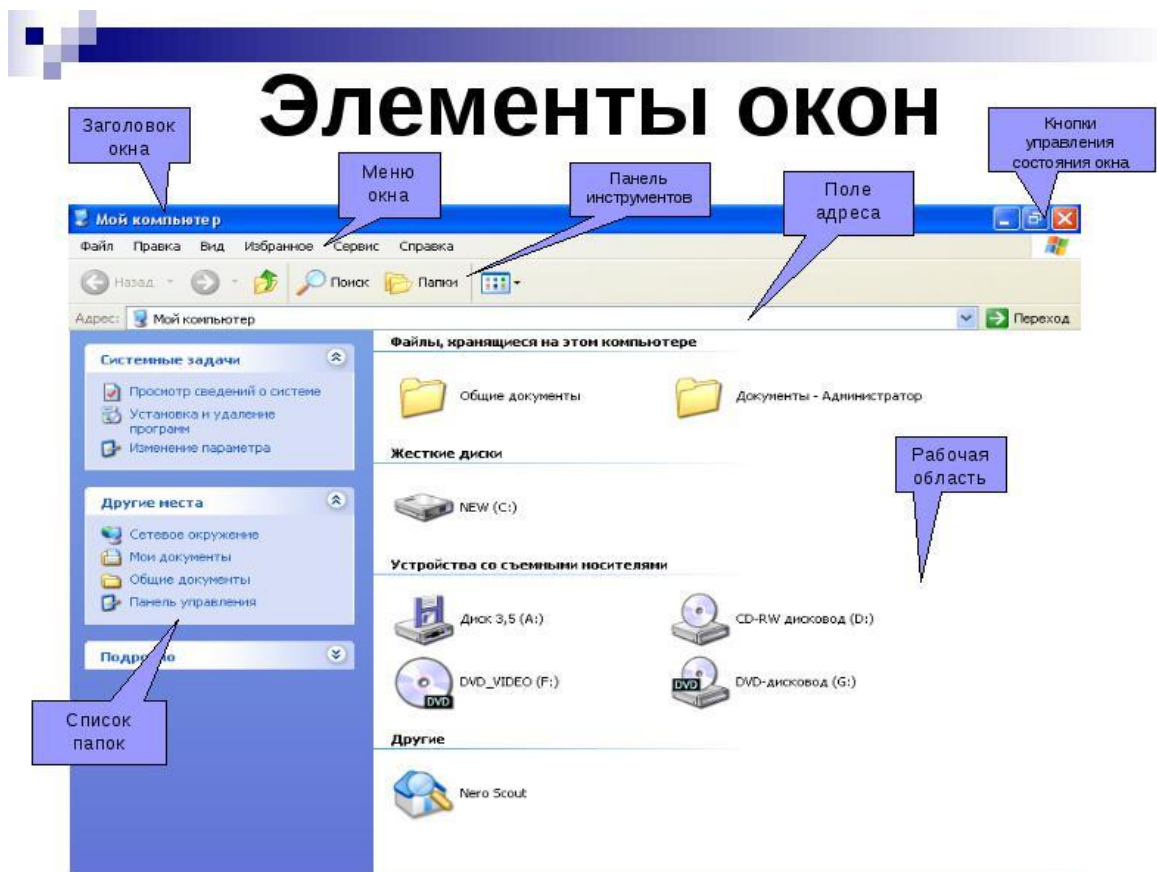 Элементы окон
Заголовок
окна
Меню
окна
Панель
инструментов
Поле
адреса
Кнопки
управления
состояния окна
Мой компьютер
Файл Правка Вид Избранное Сервис Справка
Назад Поиск Папки
Адрес: Мой компьютер Переход
Системные задачи
Просмотр сведений о системе
Установка и удаление
программ
Изменение параметра
Другие места
Сетевое окружение
Мои документы
Общие документы
Панель управления
Список
папок
Файлы, хранящиеся на этом компьютере
Общие документы Документы - Администратор
Жесткие диски
NEW (C:)
Рабочая
область
Устройства со съемными носителями
Диск 3,5 (A:) CD-RW дисковод (D:)
DVD_VIDEO (F:) DVD-дисковод (G:)
DVD DVD
Другие
Nero Scout